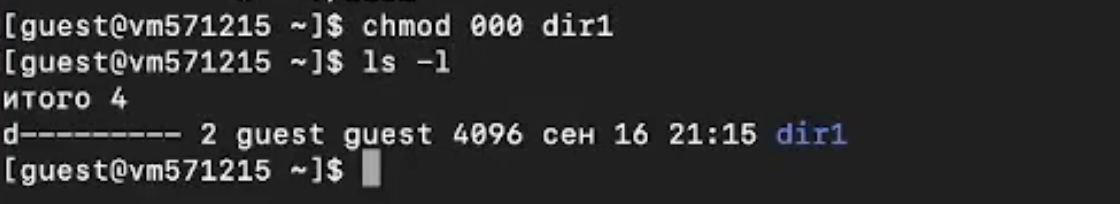 [guest@vm571215 ~]$ chmod 000 dir1
[guest@vm571215 ~]$ ls -l
итого 4
d--------- 2 guest guest 4096 сен 16 21:15 dir1
[guest@vm571215 ~]$